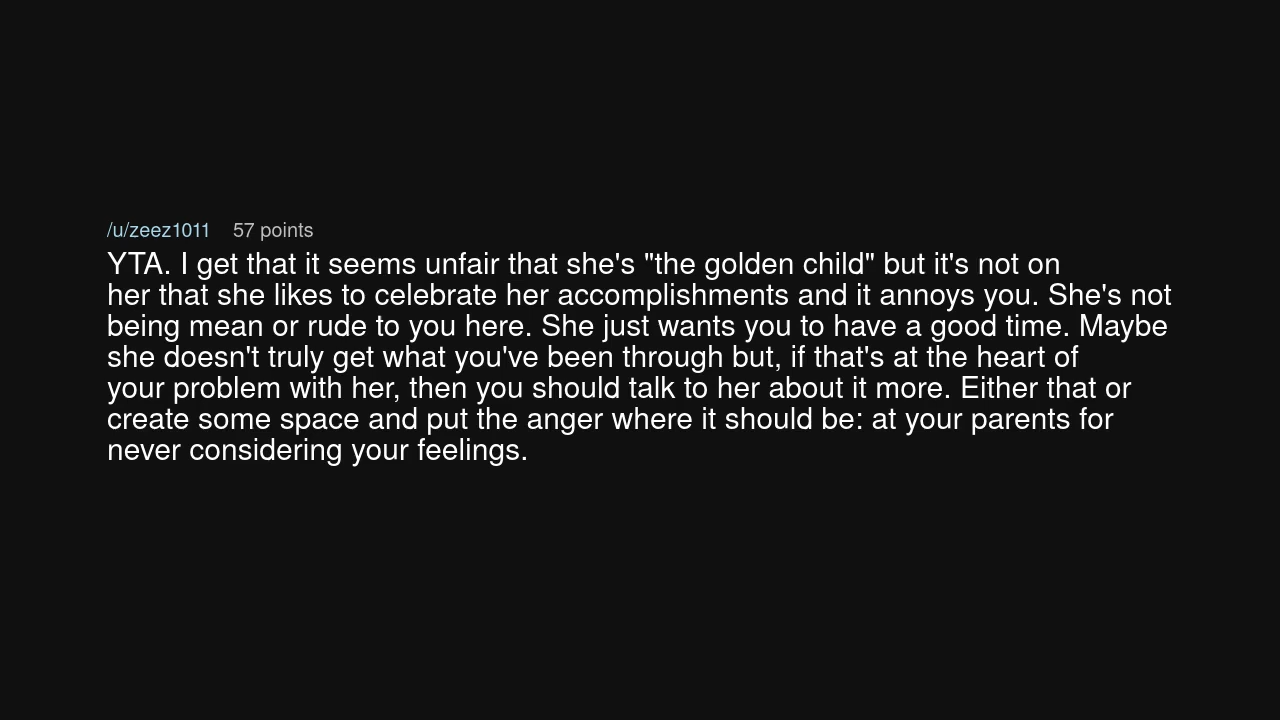 /u/zeez1011 57 points
YTA. I get that it seems unfair that she's "the golden child" but it's not on
her that she likes to celebrate her accomplishments and it annoys you. She's not
being mean or rude to you here. She just wants you to have a good time. Maybe
she doesn't truly get what you've been through but, if that's at the heart of
your problem with her, then you should talk to her about it more. Either that or
create some space and put the anger where it should be: at your parents for
never considering your feelings.